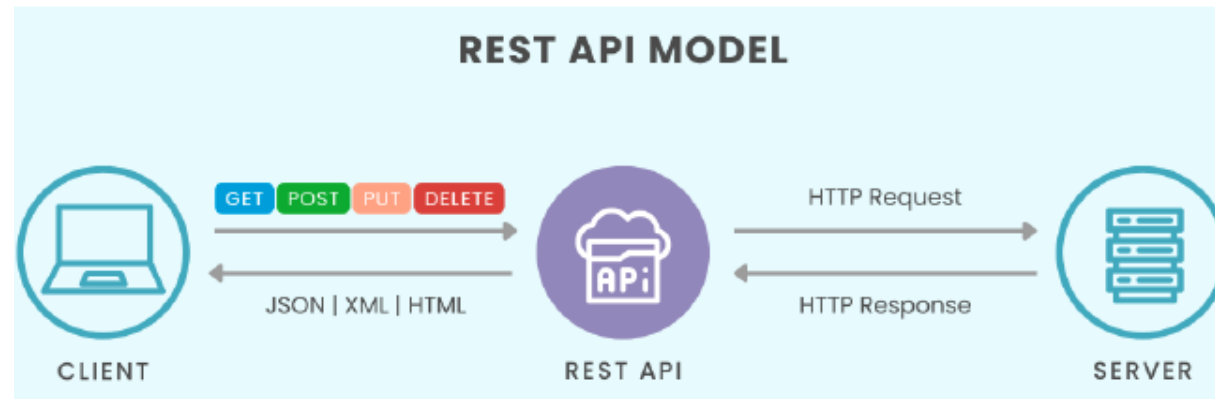 REST API MODEL
GET POST PUT DELETE
HTTP Request
APi
JSON | XML | HTML
HTTP Response
CLIENT
REST API
SERVER